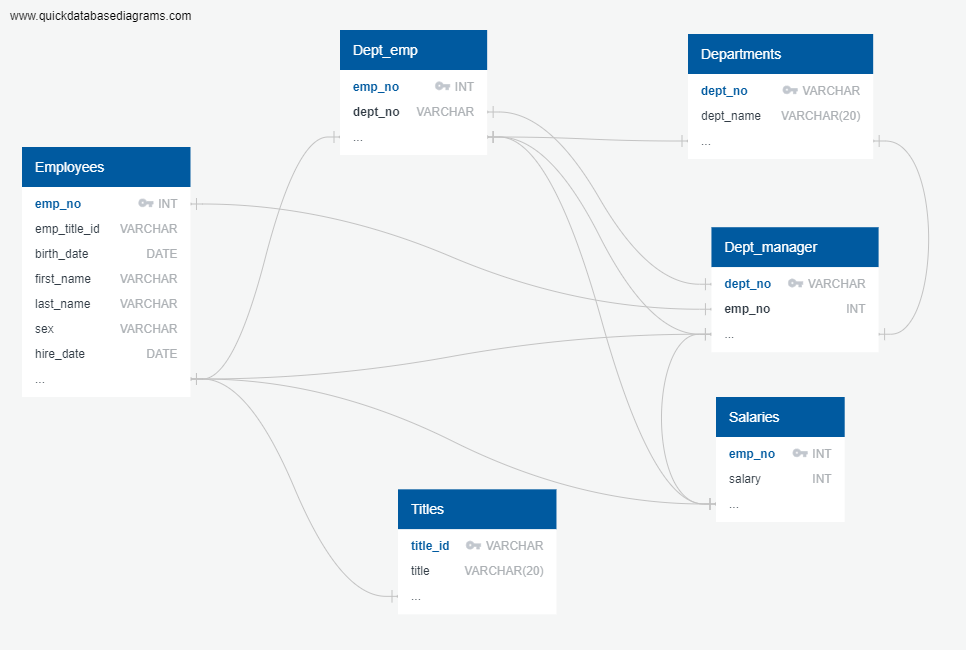 www.quickdatabasediagrams.com
Dept_emp
emp_no INT
dept_no VARCHAR
...
Departments
dept_no VARCHAR
dept_name VARCHAR(20)
...
Employees
emp_no INT
emp_title_id VARCHAR
birth_date DATE
first_name VARCHAR
last_name VARCHAR
sex VARCHAR
hire_date DATE
...
Dept_manager
dept_no VARCHAR
emp_no INT
...
Salaries
emp_no INT
salary INT
...
Titles
title_id VARCHAR
title VARCHAR(20)
...